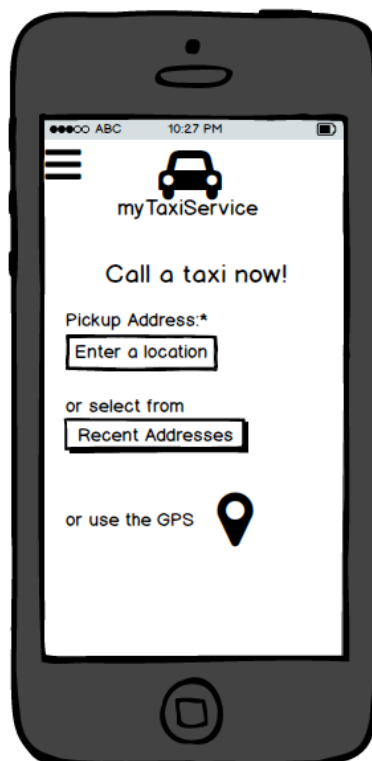 ABC 10:27 PM
myTaxiService
Call a taxi now!
Pickup Address:*
Enter a location
or select from
Recent Addresses
or use the GPS